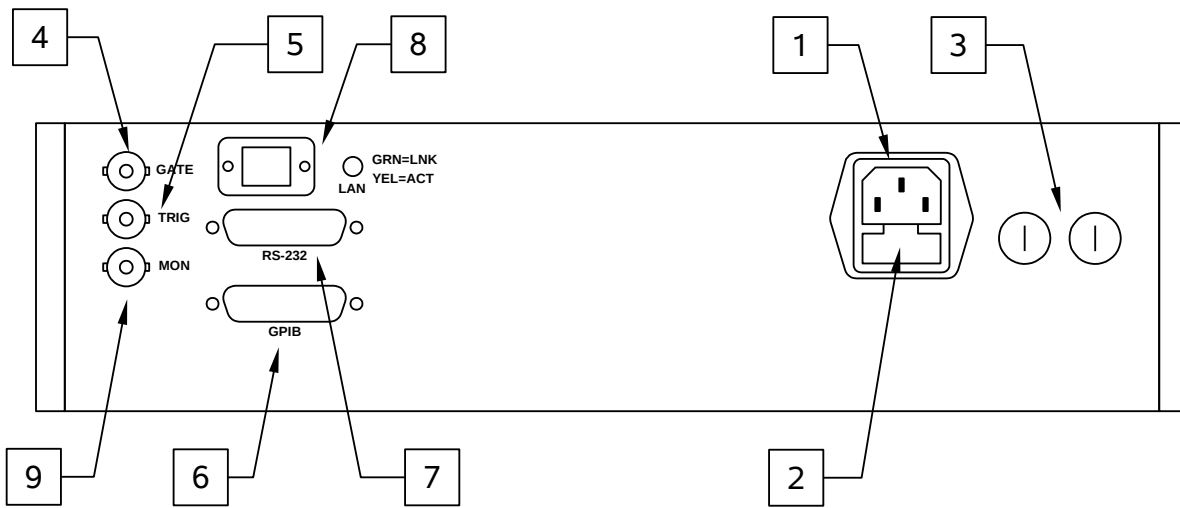 4
5
8
1
3
GATE
GRN=LNK
YEL=ACT
LAN
TRIG
RS-232
MON
GPIB
9
6
7
2